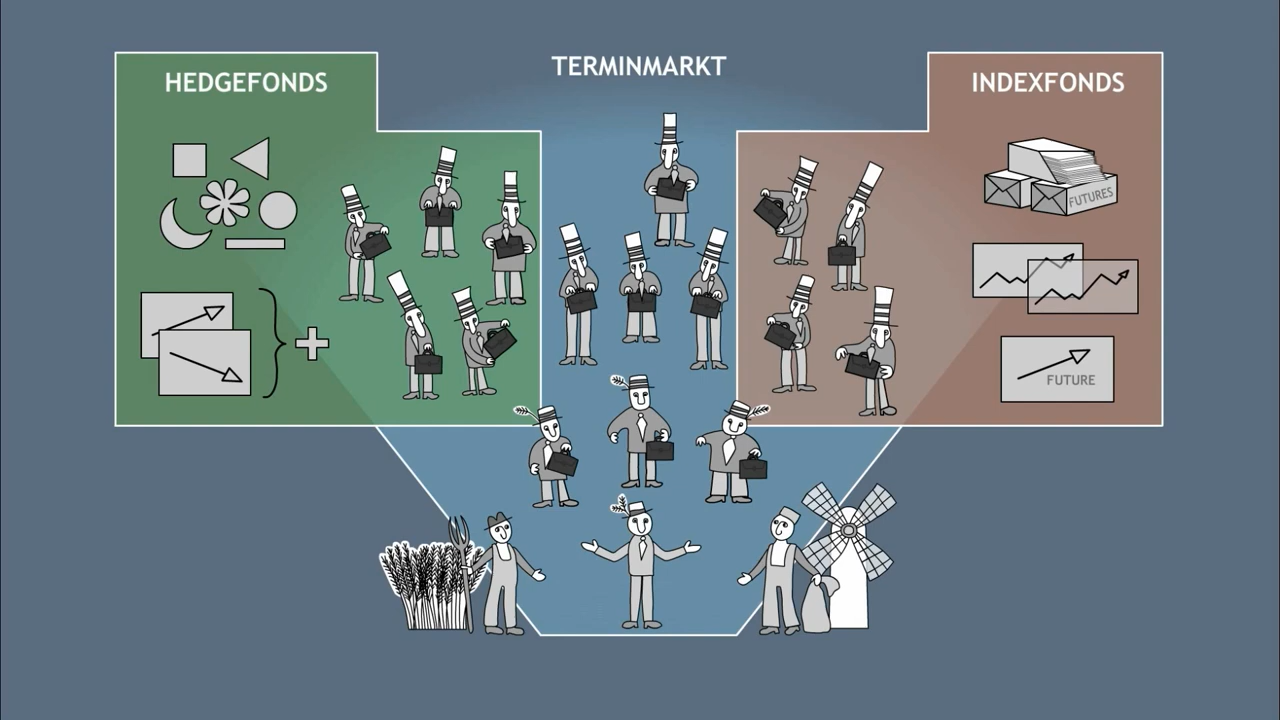 HEDGEFONDS
TERMINMARKT
INDEXFONDS
FUTURES
FUTURE